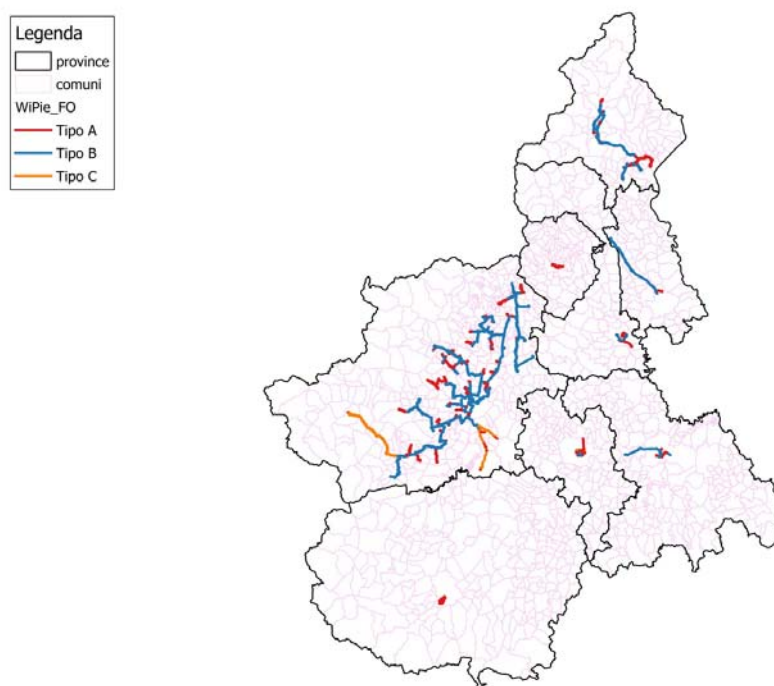 Legenda
province
comuni
WiPie_FO
Tipo A
Tipo B
Tipo C